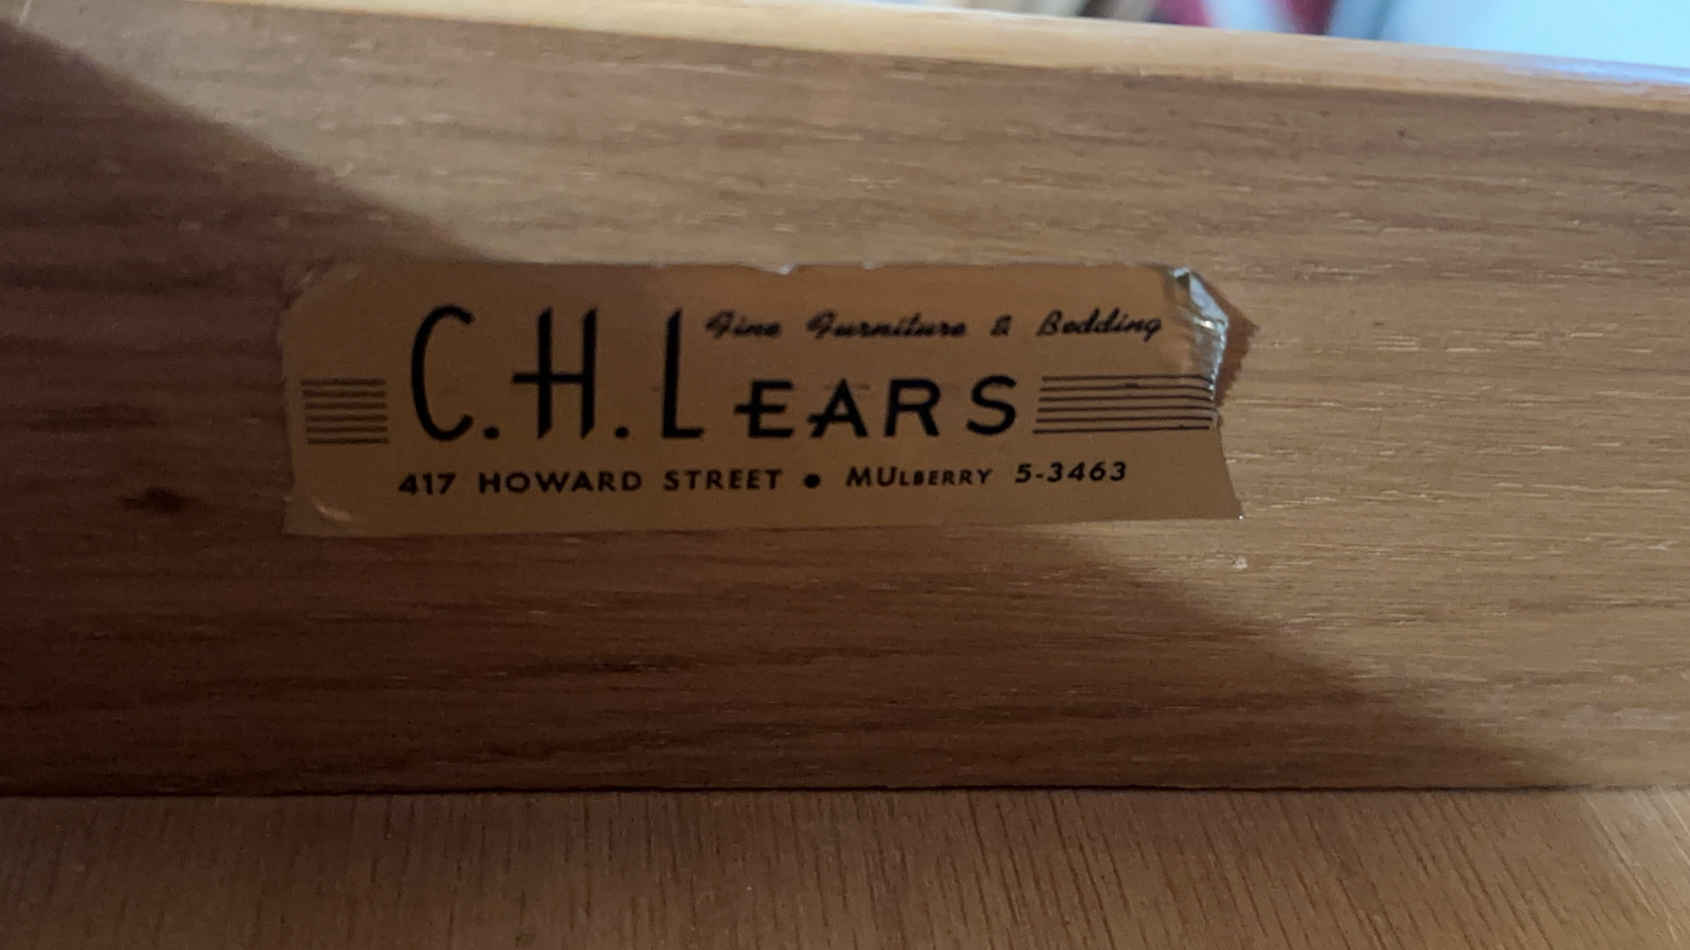 Fine Furniture & Bedding
C.H. LEARS
417 HOWARD STREET • MULBERRY 5-3463